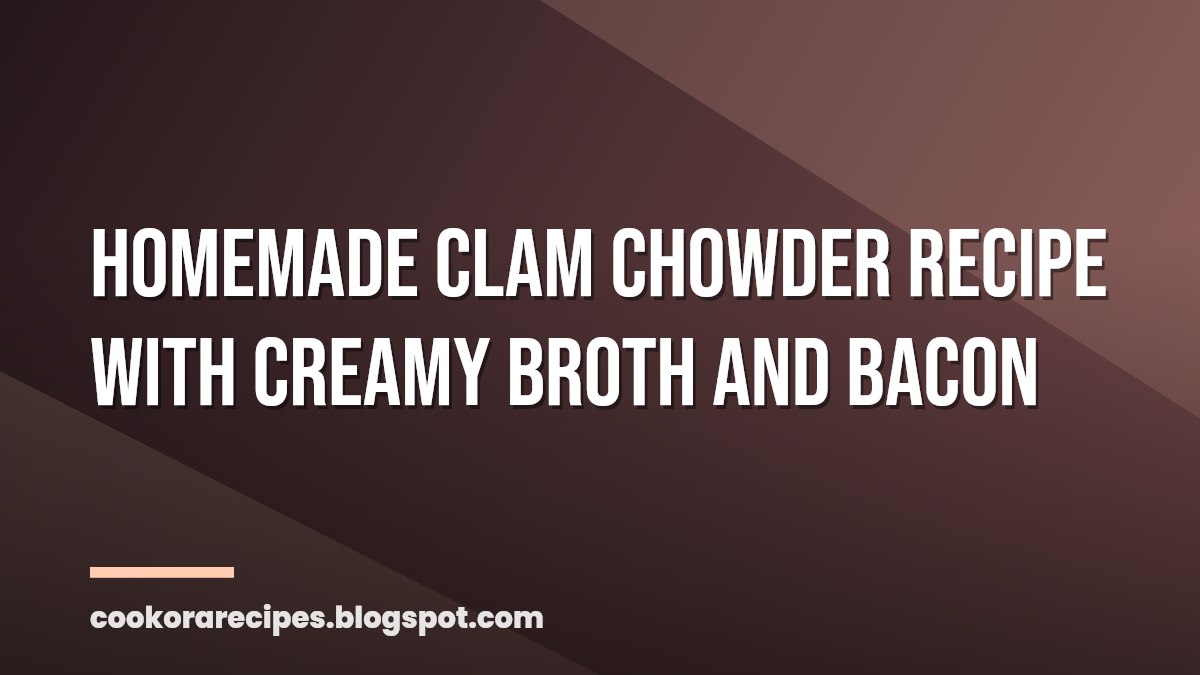 HOMEMADE CLAM CHOWDER RECIPE
WITH CREAMY BROTH AND BACON
cookorarecipes.blogspot.com